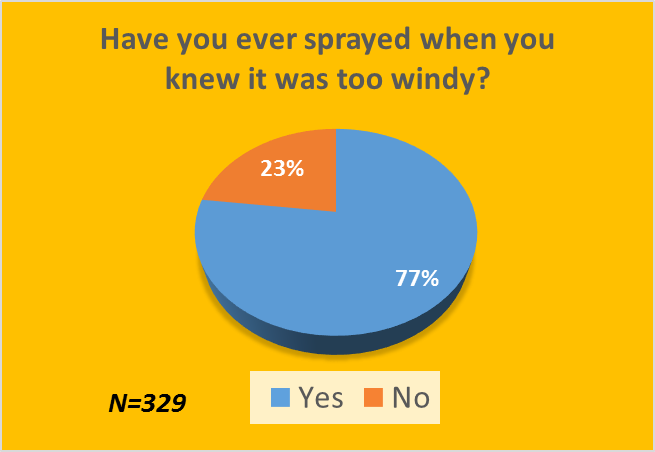 Have you ever sprayed when you
knew it was too windy?
23%
77%
N=329
Yes
No